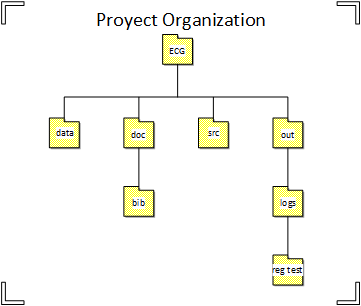 Proyect Organization
ECG
data doc src out
bib logs
reg test